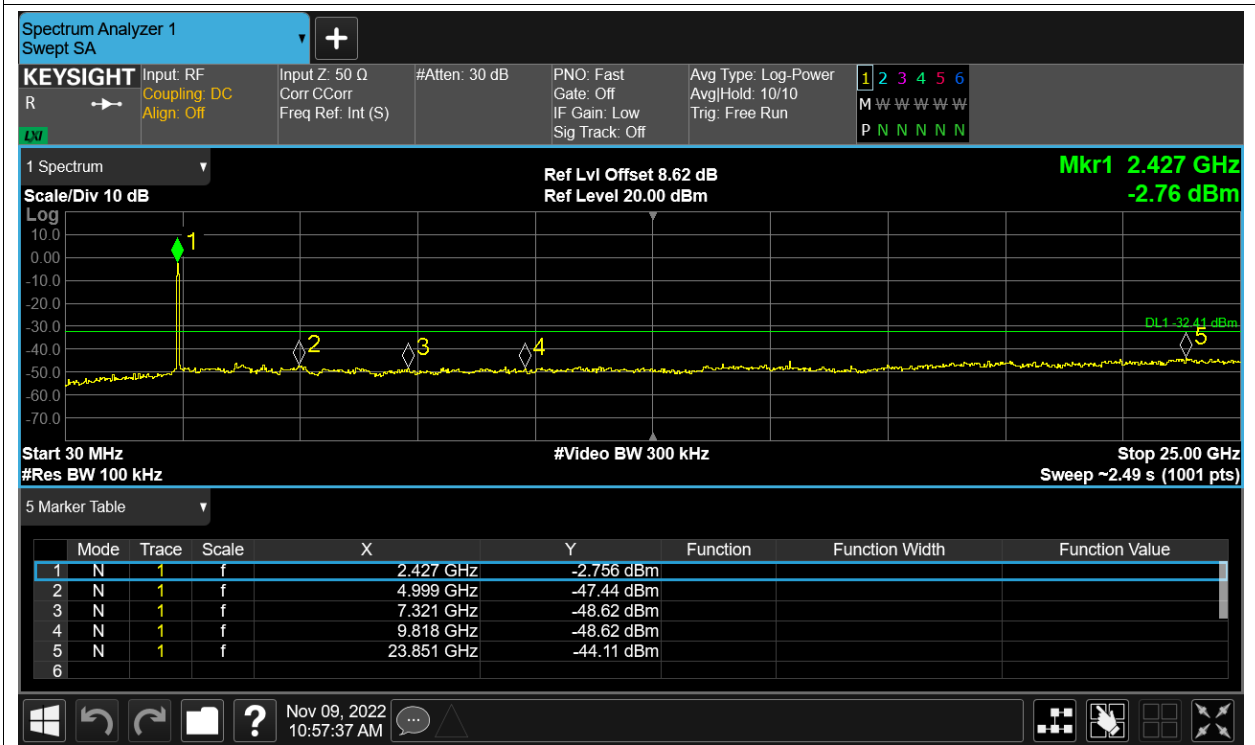 Spectrum Analyzer 1
Swept SA
KEYSIGHT Input: RF Input Z: 50 Ω #Atten: 30 dB PNO: Fast Avg Type: Log-Power 1 2 3 4 5 6
R Coupling: DC Corr CCorr Gate: Off Avg|Hold: 10/10 M W W W W W
Align: Off Freq Ref: Int (S) IF Gain: Low Trig: Free Run
LXI Sig Track: Off P N N N N N
1 Spectrum Ref Lvl Offset 8.62 dB Mkr1 2.427 GHz
Scale/Div 10 dB Ref Level 20.00 dBm -2.76 dBm
Log
10.0
1
0.00
-10.0
-20.0
-30.0
DL1 -32.41 dBm
2 3 4 5
-40.0
-50.0
-60.0
-70.0
Start 30 MHz #Video BW 300 kHz Stop 25.00 GHz
#Res BW 100 kHz Sweep ~2.49 s (1001 pts)
5 Marker Table
Mode Trace Scale X Y Function Function Width Function Value
1 N 1 f 2.427 GHz -2.756 dBm
2 N 1 f 4.999 GHz -47.44 dBm
3 N 1 f 7.321 GHz -48.62 dBm
4 N 1 f 9.818 GHz -48.62 dBm
5 N 1 f 23.851 GHz -44.11 dBm
6
? Nov 09, 2022
10:57:37 AM